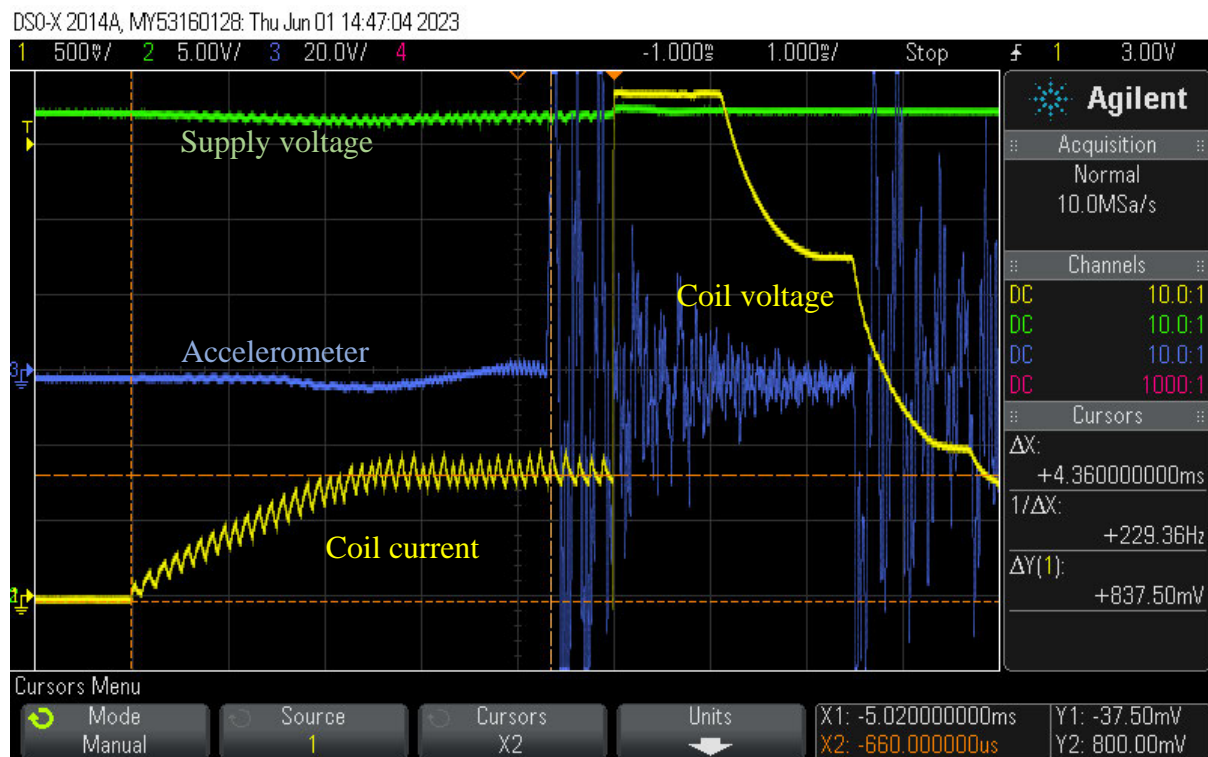 DSO-X 2014A, MY53160128: Thu Jun 01 14:47:04 2023
1 500mV/ 2 5.00V/ 3 20.0V/ 4 -1.000ms 1.000ms/ Stop 1 3.00V
T
Supply voltage
Coil voltage
Accelerometer
3
Coil current
Agilent
Acquisition
Normal
10.0MSa/s
Channels
DC 10.0:1
DC 10.0:1
DC 10.0:1
DC 1000:1
Cursors
ΔX:
+4.360000000ms
1/ΔX:
+229.36Hz
ΔY(1):
+837.50mV
Cursors Menu
Mode
Manual
Source
1
Cursors
X2
Units
X1: -5.020000000ms
X2: -660.000000us
Y1: -37.50mV
Y2: 800.00mV